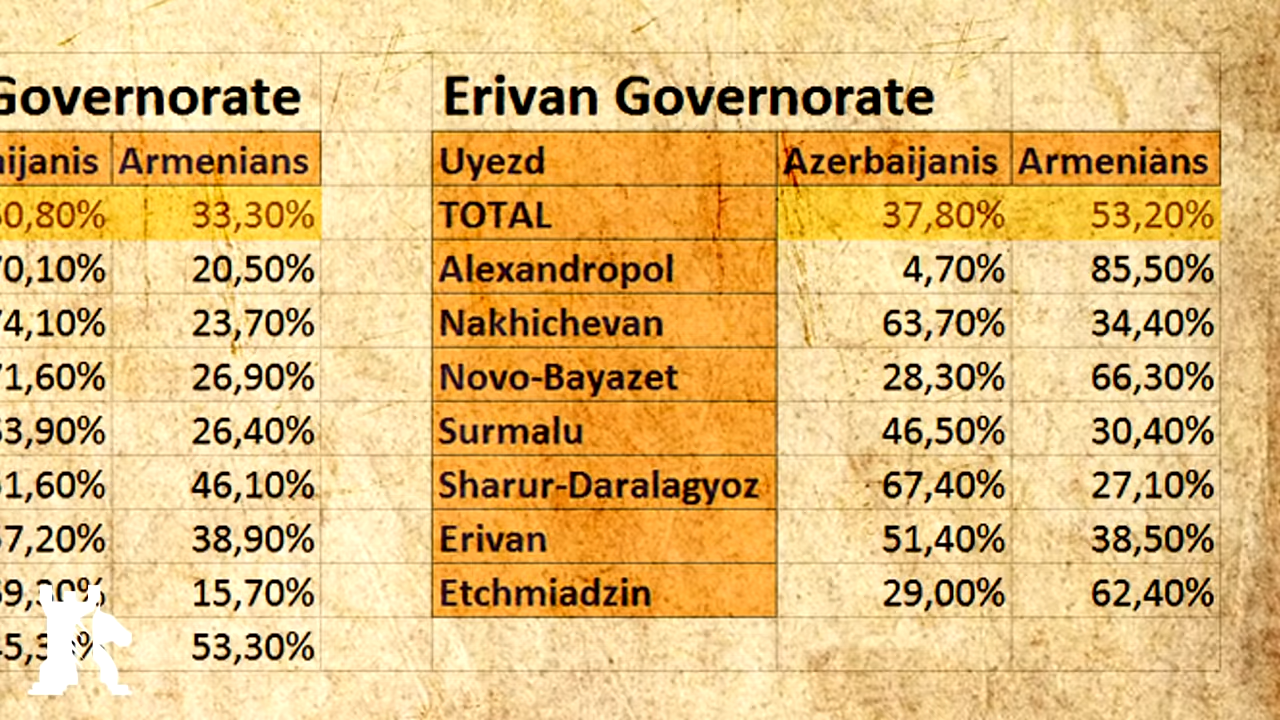 Governorate Erivan Governorate
Armenians Uyezd Azerbaijanis Armenians
33,30% TOTAL 37,80% 53,20%
20,50% Alexandropol 4,70% 85,50%
23,70% Nakhichevan 63,70% 34,40%
26,90% Novo-Bayazet 28,30% 66,30%
26,40% Surmalu 46,50% 30,40%
46,10% Sharur-Daralagyoz 67,40% 27,10%
38,90% Erivan 51,40% 38,50%
15,70% Etchmiadzin 29,00% 62,40%
53,30%